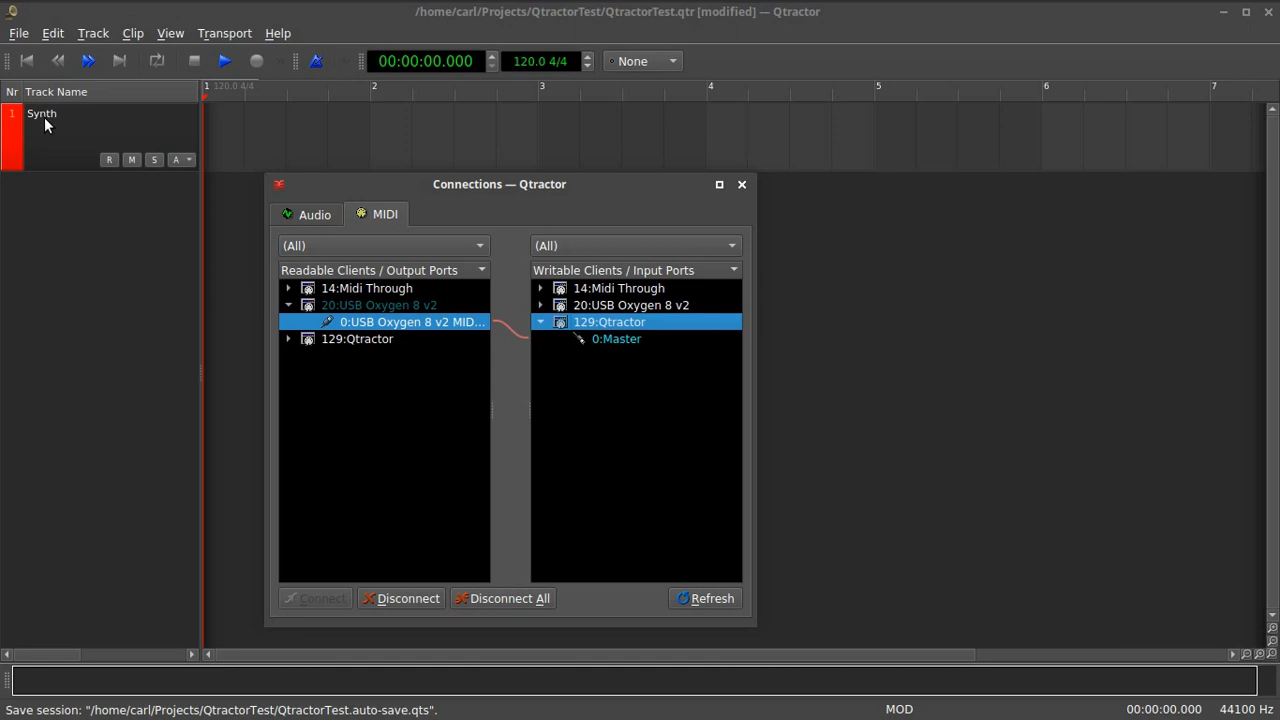 /home/carl/Projects/QtractorTest/QtractorTest.qtr [modified] — Qtractor
File Edit Track Clip View Transport Help
00:00:00.000 120.0 4/4 None
Nr Track Name 1 120.0 4/4 2 3 4 5 6 7
1 Synth
R M S A
Connections — Qtractor
Audio MIDI
(All) (All)
Readable Clients / Output Ports Writable Clients / Input Ports
14:Midi Through 14:Midi Through
20:USB Oxygen 8 v2 20:USB Oxygen 8 v2
0:USB Oxygen 8 v2 MID... 129:Qtractor
129:Qtractor 0:Master
Connect Disconnect Disconnect All Refresh
Save session: "/home/carl/Projects/QtractorTest/QtractorTest.auto-save.qts". MOD 00:00:00.000 44100 Hz